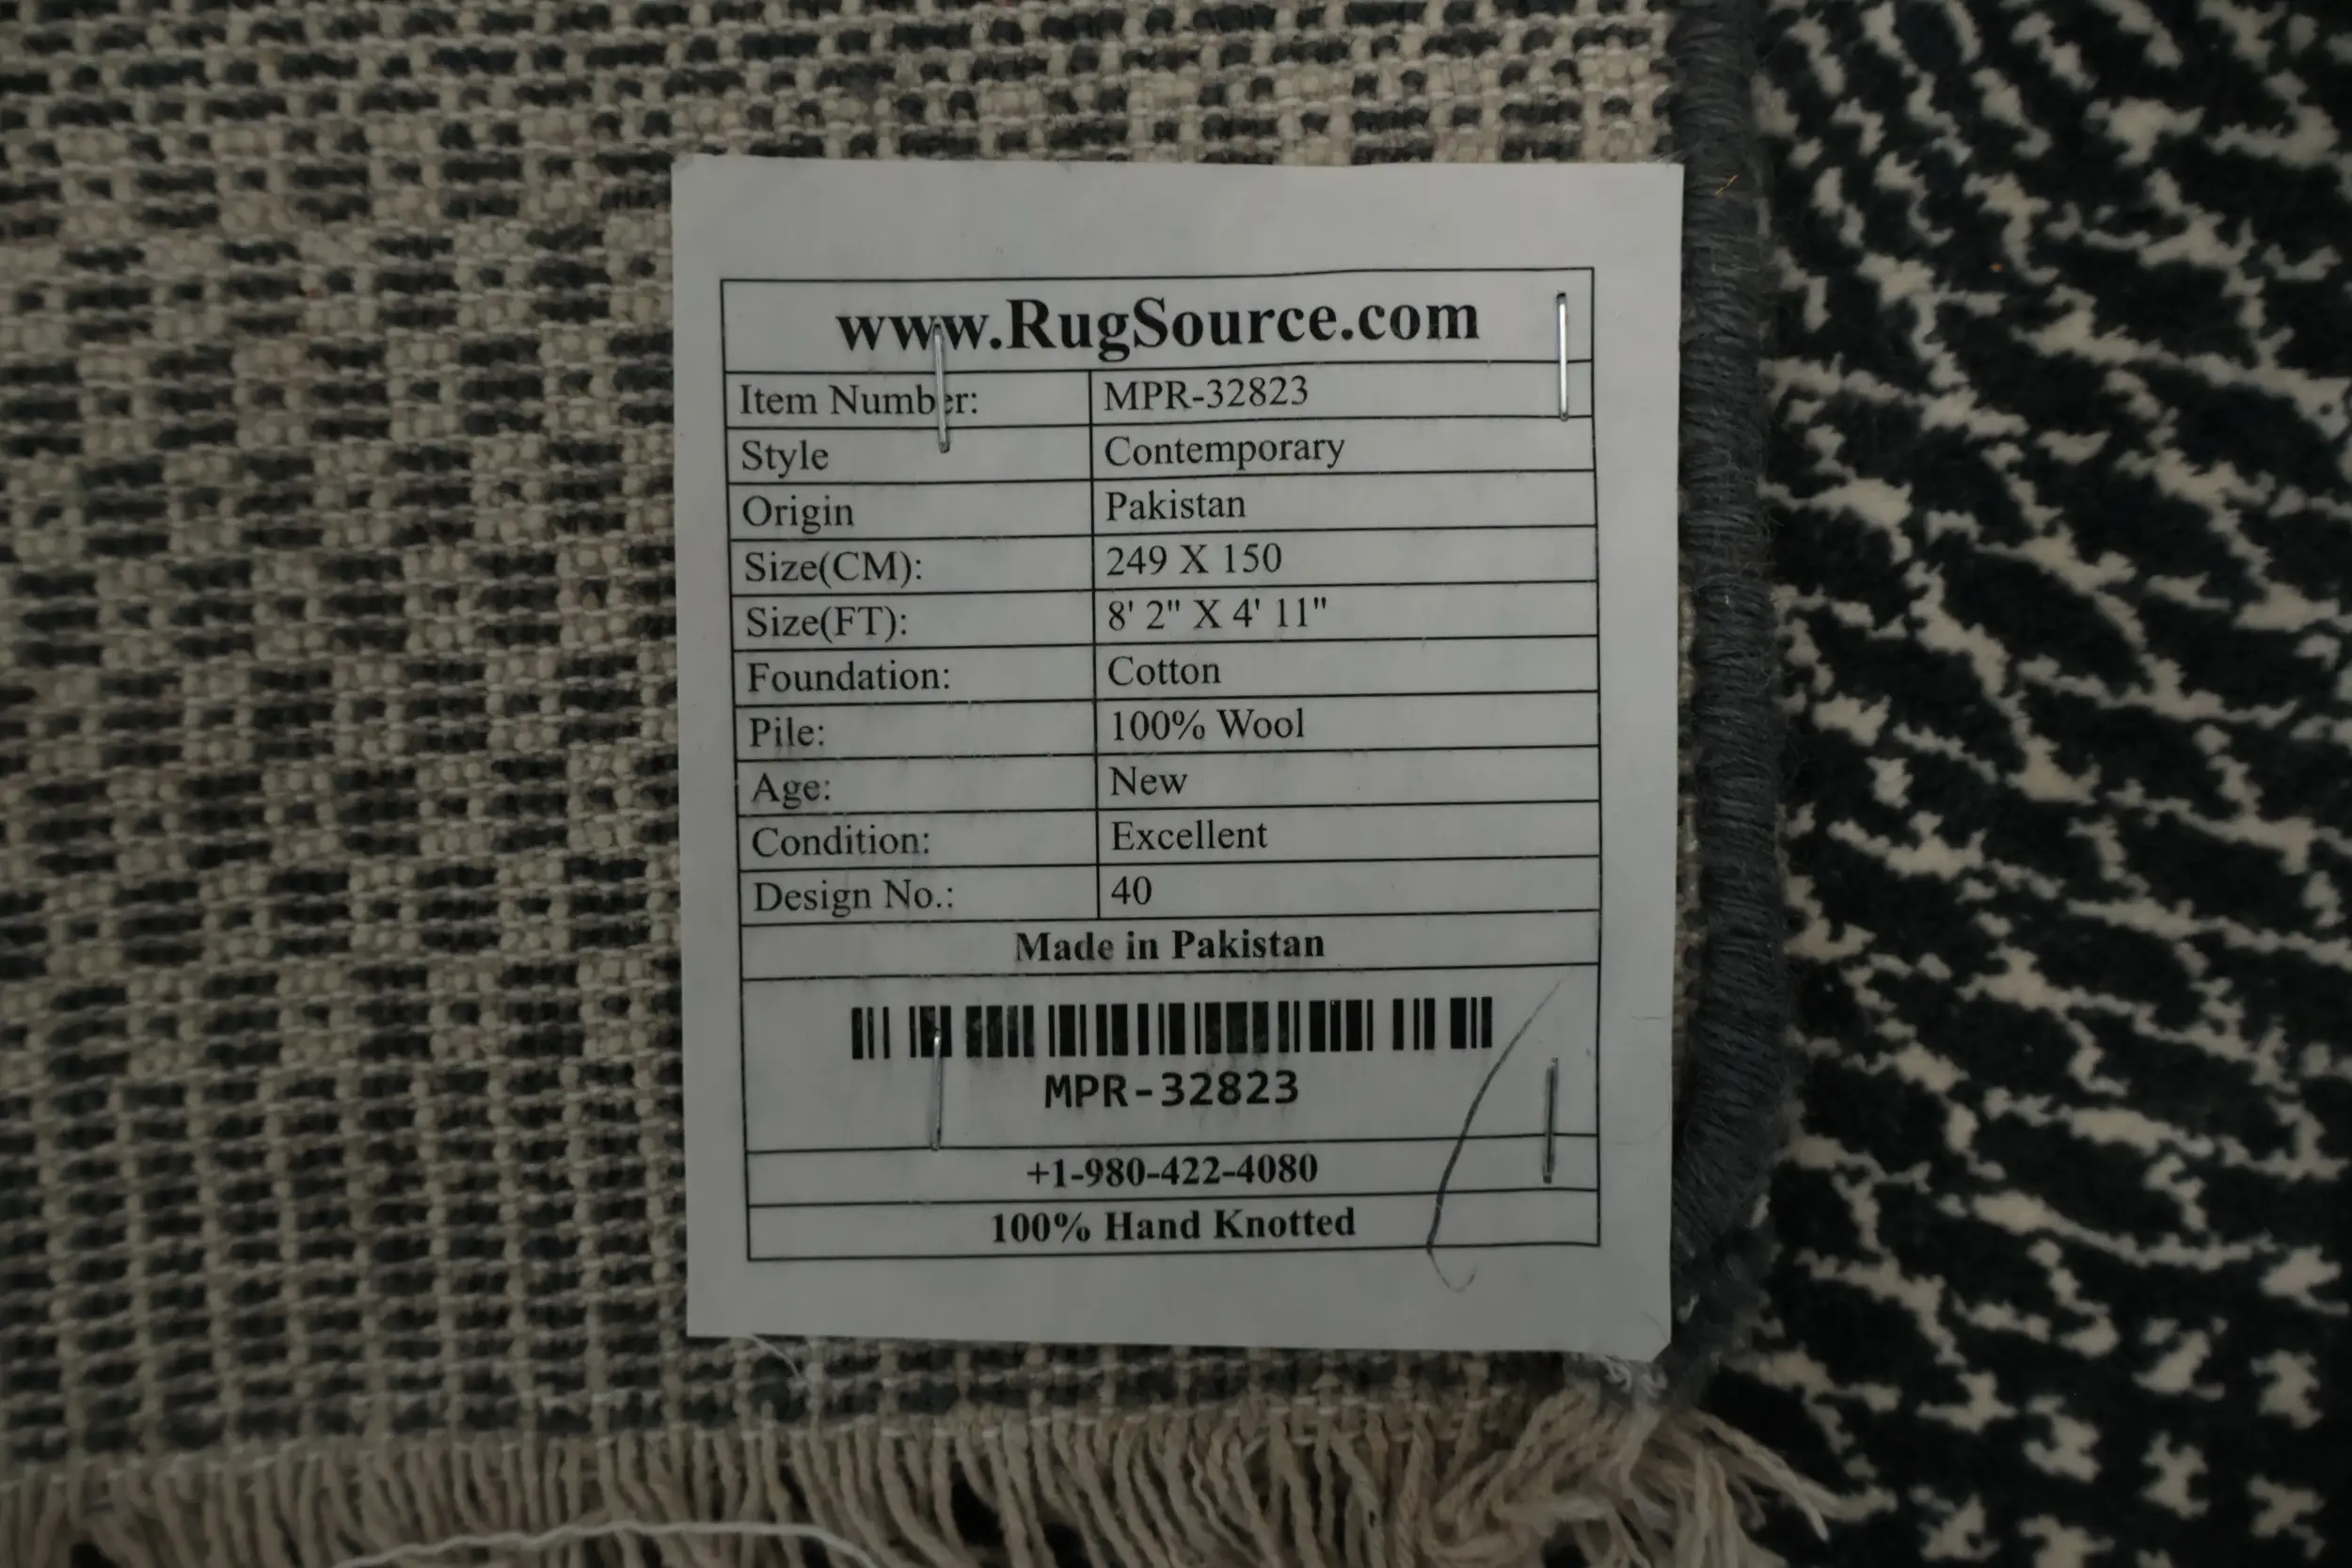 www.RugSource.com
Item Number: MPR-32823
Style Contemporary
Origin Pakistan
Size(CM): 249 X 150
Size(FT): 8' 2" X 4' 11"
Foundation: Cotton
Pile: 100% Wool
Age: New
Condition: Excellent
Design No.: 40
Made in Pakistan
MPR-32823
+1-980-422-4080
100% Hand Knotted